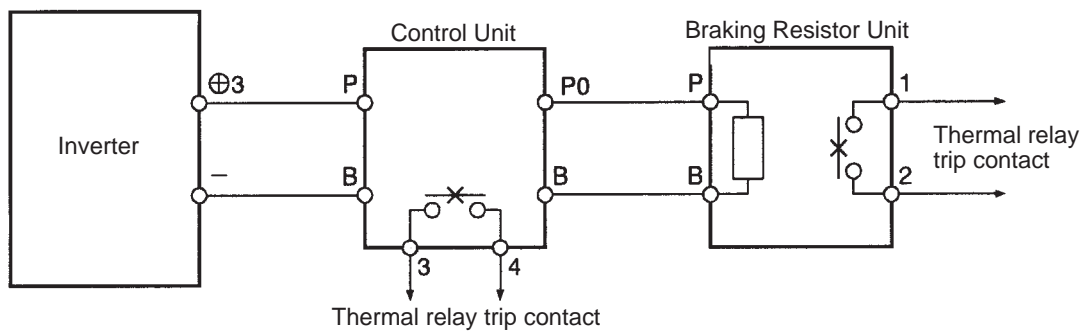 Control Unit
Braking Resistor Unit
Inverter
⊕3
−
P
B
P0
B
3
4
P
B
1
2
Thermal relay
trip contact
Thermal relay trip contact